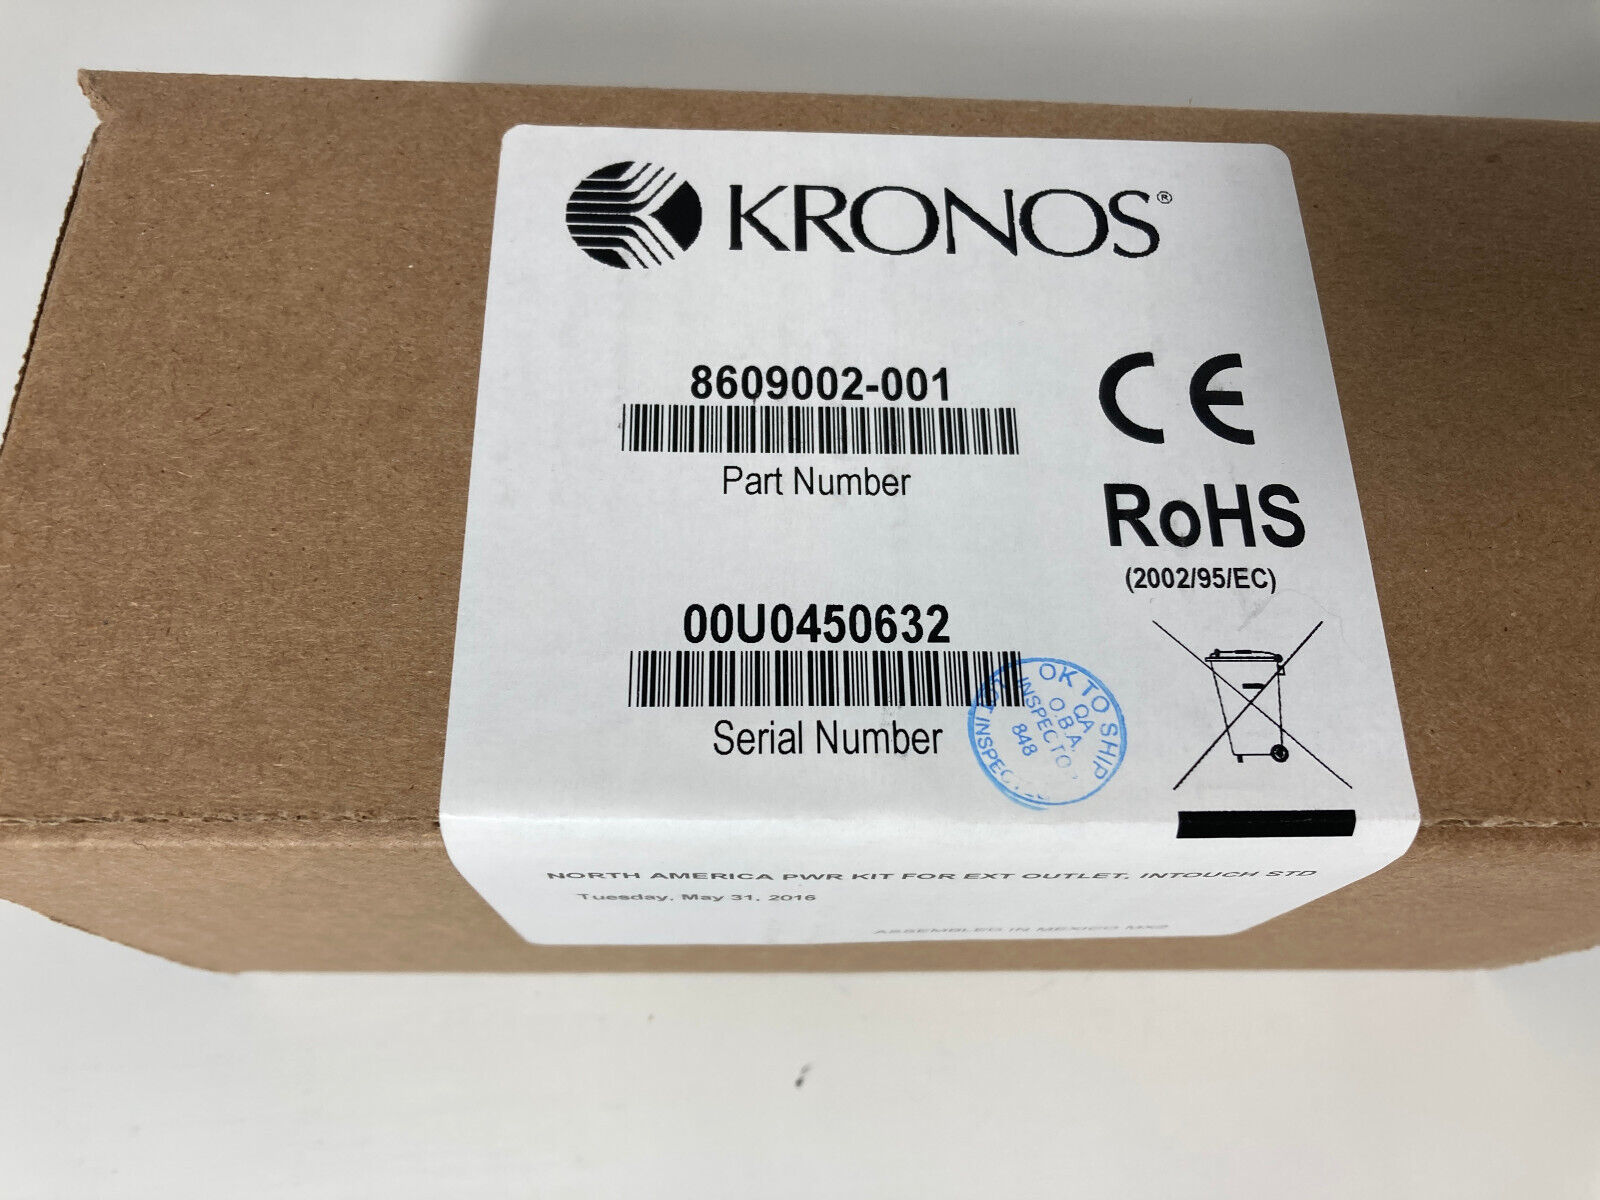 KRONOS®
8609002-001
Part Number
CE
RoHS
(2002/95/EC)
00U0450632
Serial Number
OK TO SHIP
QA
O.B.A.
INSPECTOR
848
NORTH AMERICA PWR KIT FOR EXT OUTLET, INTOUCH STD
Tuesday, May 31, 2016
ASSEMBLED IN MEXICO MX2